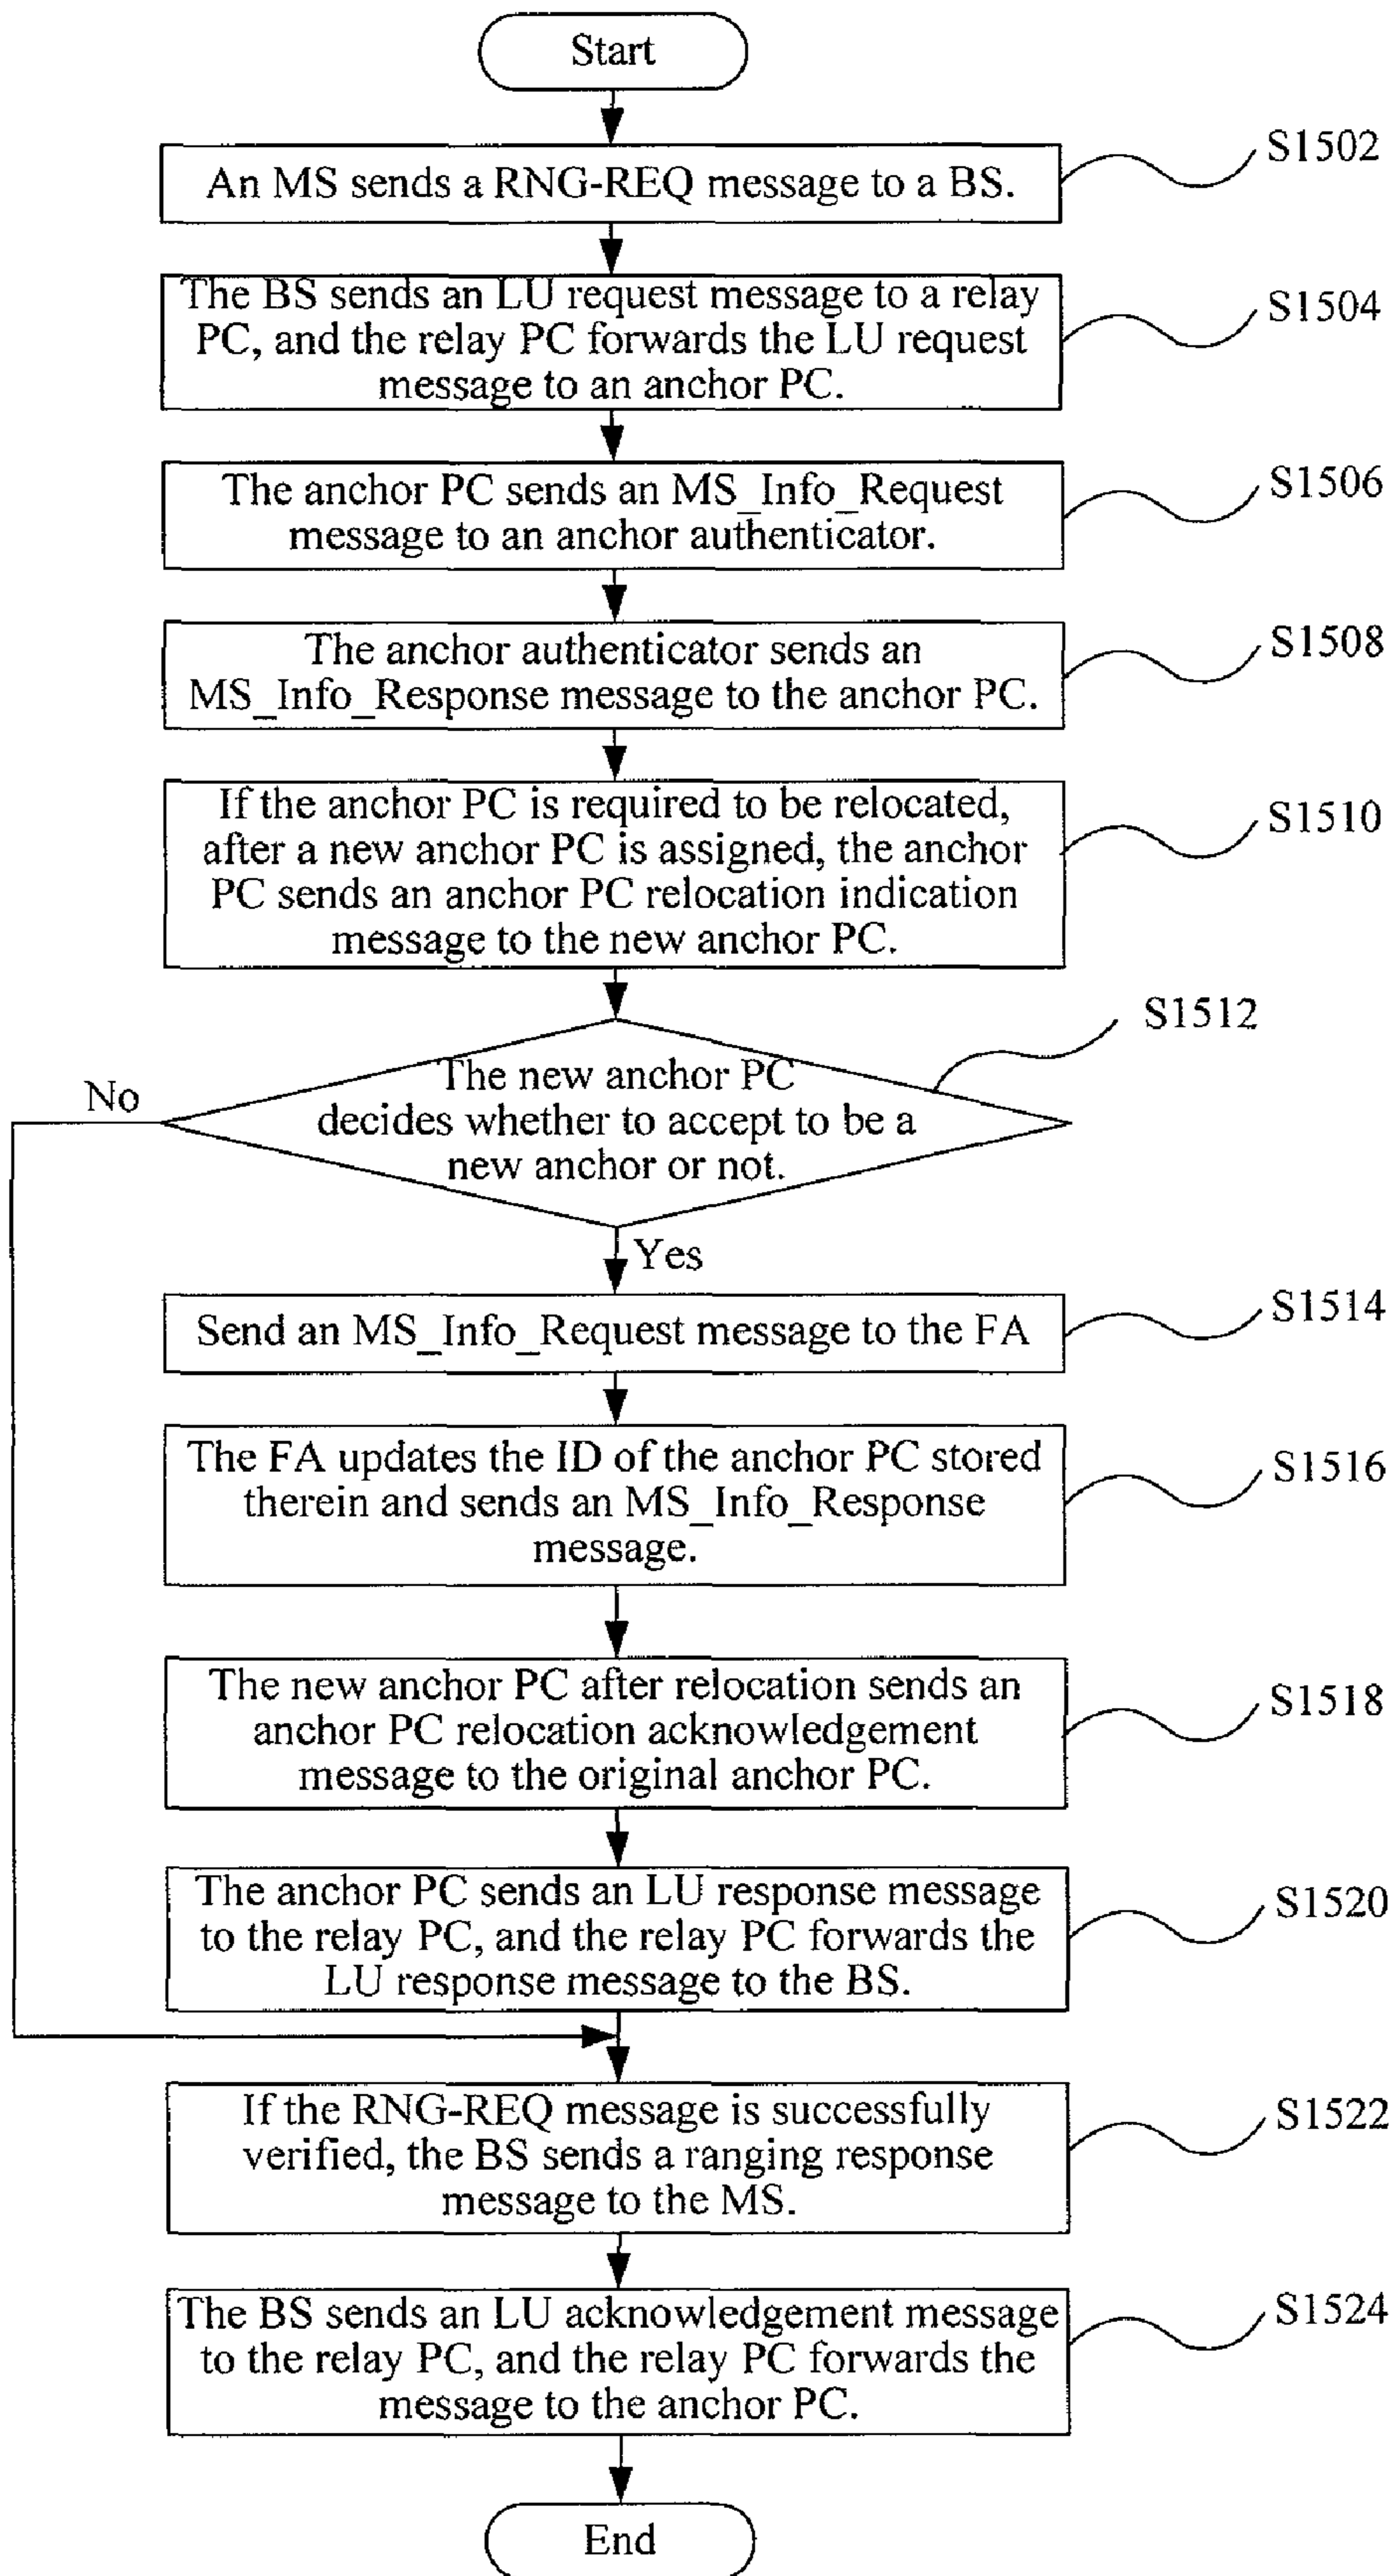 Start
An MS sends a RNG-REQ message to a BS.
S1502
The BS sends an LU request message to a relay
PC, and the relay PC forwards the LU request
message to an anchor PC.
S1504
The anchor PC sends an MS_Info_Request
message to an anchor authenticator.
S1506
The anchor authenticator sends an
MS_Info_Response message to the anchor PC.
S1508
If the anchor PC is required to be relocated,
after a new anchor PC is assigned, the anchor
PC sends an anchor PC relocation indication
message to the new anchor PC.
S1510
S1512
The new anchor PC
decides whether to accept to be a
new anchor or not.
No
Yes
Send an MS_Info_Request message to the FA
S1514
The FA updates the ID of the anchor PC stored
therein and sends an MS_Info_Response
message.
S1516
The new anchor PC after relocation sends an
anchor PC relocation acknowledgement
message to the original anchor PC.
S1518
The anchor PC sends an LU response message
to the relay PC, and the relay PC forwards the
LU response message to the BS.
S1520
If the RNG-REQ message is successfully
verified, the BS sends a ranging response
message to the MS.
S1522
The BS sends an LU acknowledgement message
to the relay PC, and the relay PC forwards the
message to the anchor PC.
S1524
End